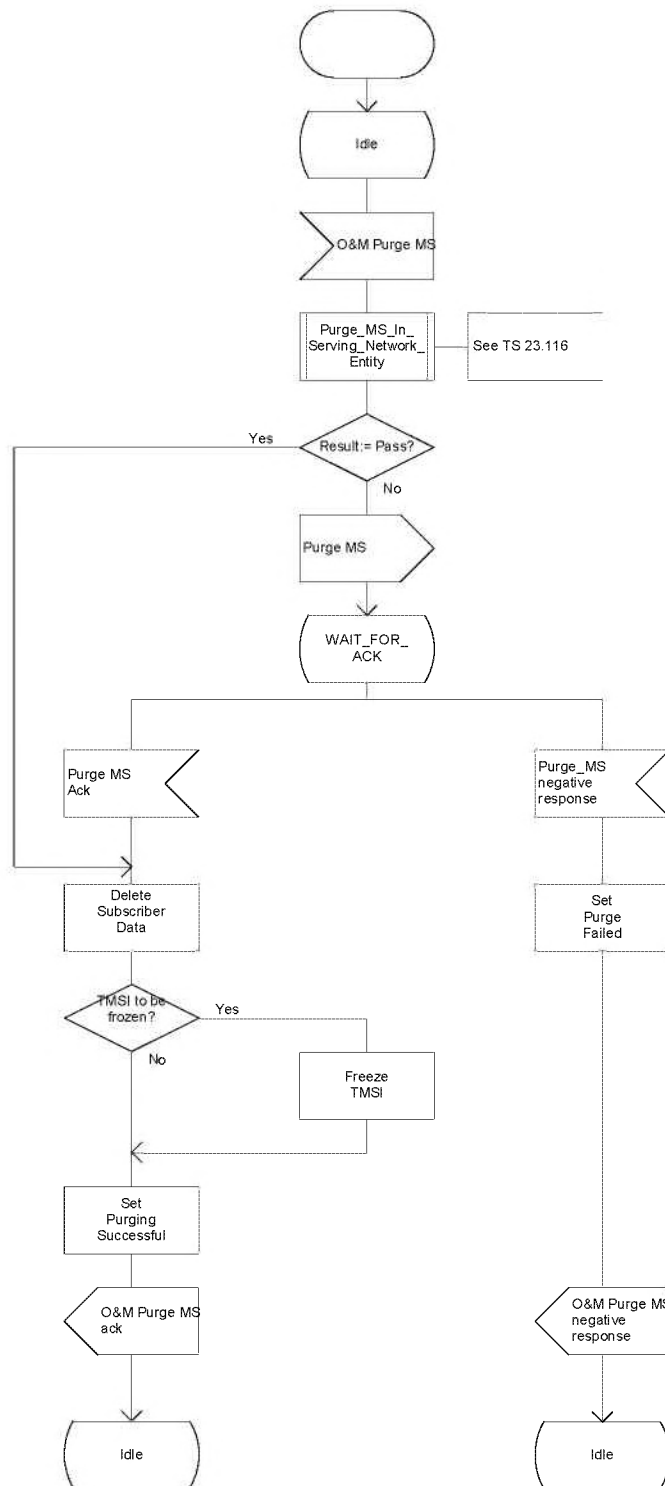 Idle
O&M Purge MS
Purge_MS_In_
Serving_Network_
Entity
See TS 23.116
Yes
Result:= Pass?
No
Purge MS
WAIT_FOR_
ACK
Purge MS
Ack
Purge_MS
negative
response
Delete
Subscriber
Data
Set
Purge
Failed
TMSI to be
frozen?
Yes
No
Freeze
TMSI
Set
Purging
Successful
O&M Purge MS
ack
O&M Purge MS
negative
response
Idle
Idle